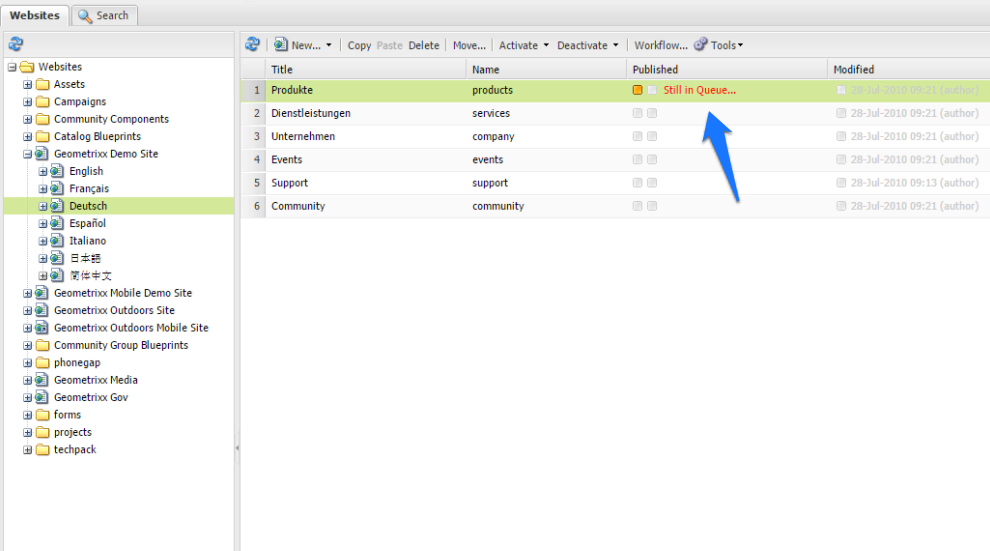 Websites Search
New... Copy Paste Delete Move... Activate Deactivate Workflow... Tools
Websites
Assets
Campaigns
Community Components
Catalog Blueprints
Geometrixx Demo Site
English
Français
Deutsch
Español
Italiano
日本語
简体中文
Geometrixx Mobile Demo Site
Geometrixx Outdoors Site
Geometrixx Outdoors Mobile Site
Community Group Blueprints
phonegap
Geometrixx Media
Geometrixx Gov
forms
projects
techpack
Title Name Published Modified
1 Produkte products Still in Queue... 28-Jul-2010 09:21 (author)
2 Dienstleistungen services 28-Jul-2010 09:21 (author)
3 Unternehmen company 28-Jul-2010 09:21 (author)
4 Events events 28-Jul-2010 09:21 (author)
5 Support support 28-Jul-2010 09:13 (author)
6 Community community 28-Jul-2010 09:21 (author)